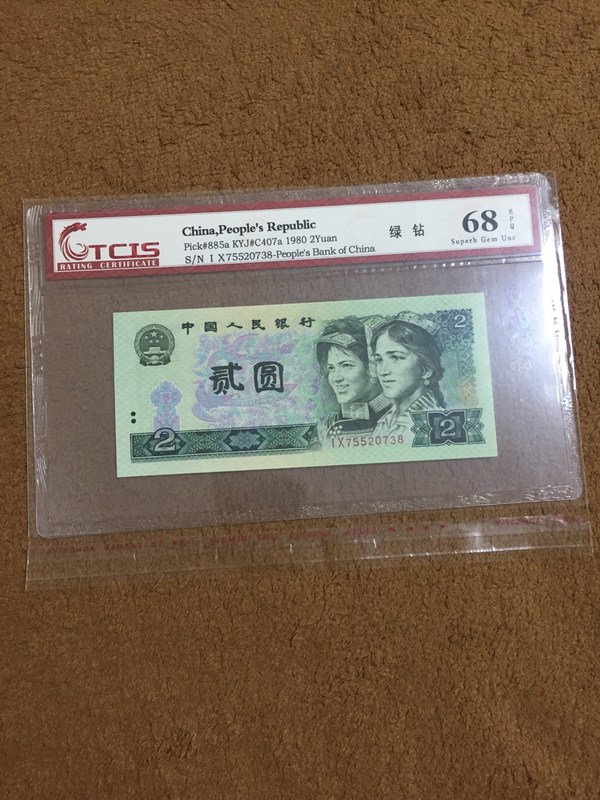 TCIS
RATING CERTIFICATE
China,People's Republic
Pick#885a KYJ#C407a 1980 2Yuan
S/N I X75520738-People's Bank of China
绿钻
68
EPQ
Superb Gem Unc
中国人民银行
2
贰圆
2
IX75520738
2